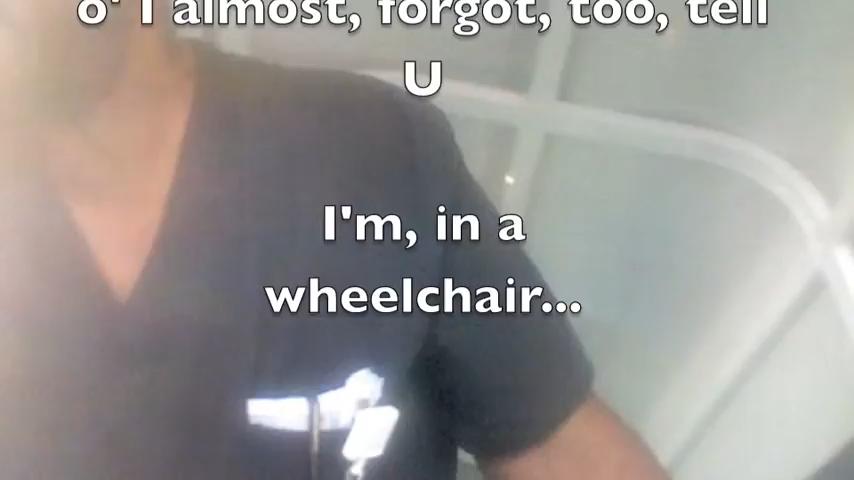 o' I almost, forgot, too, tell
U
I'm, in a
wheelchair...